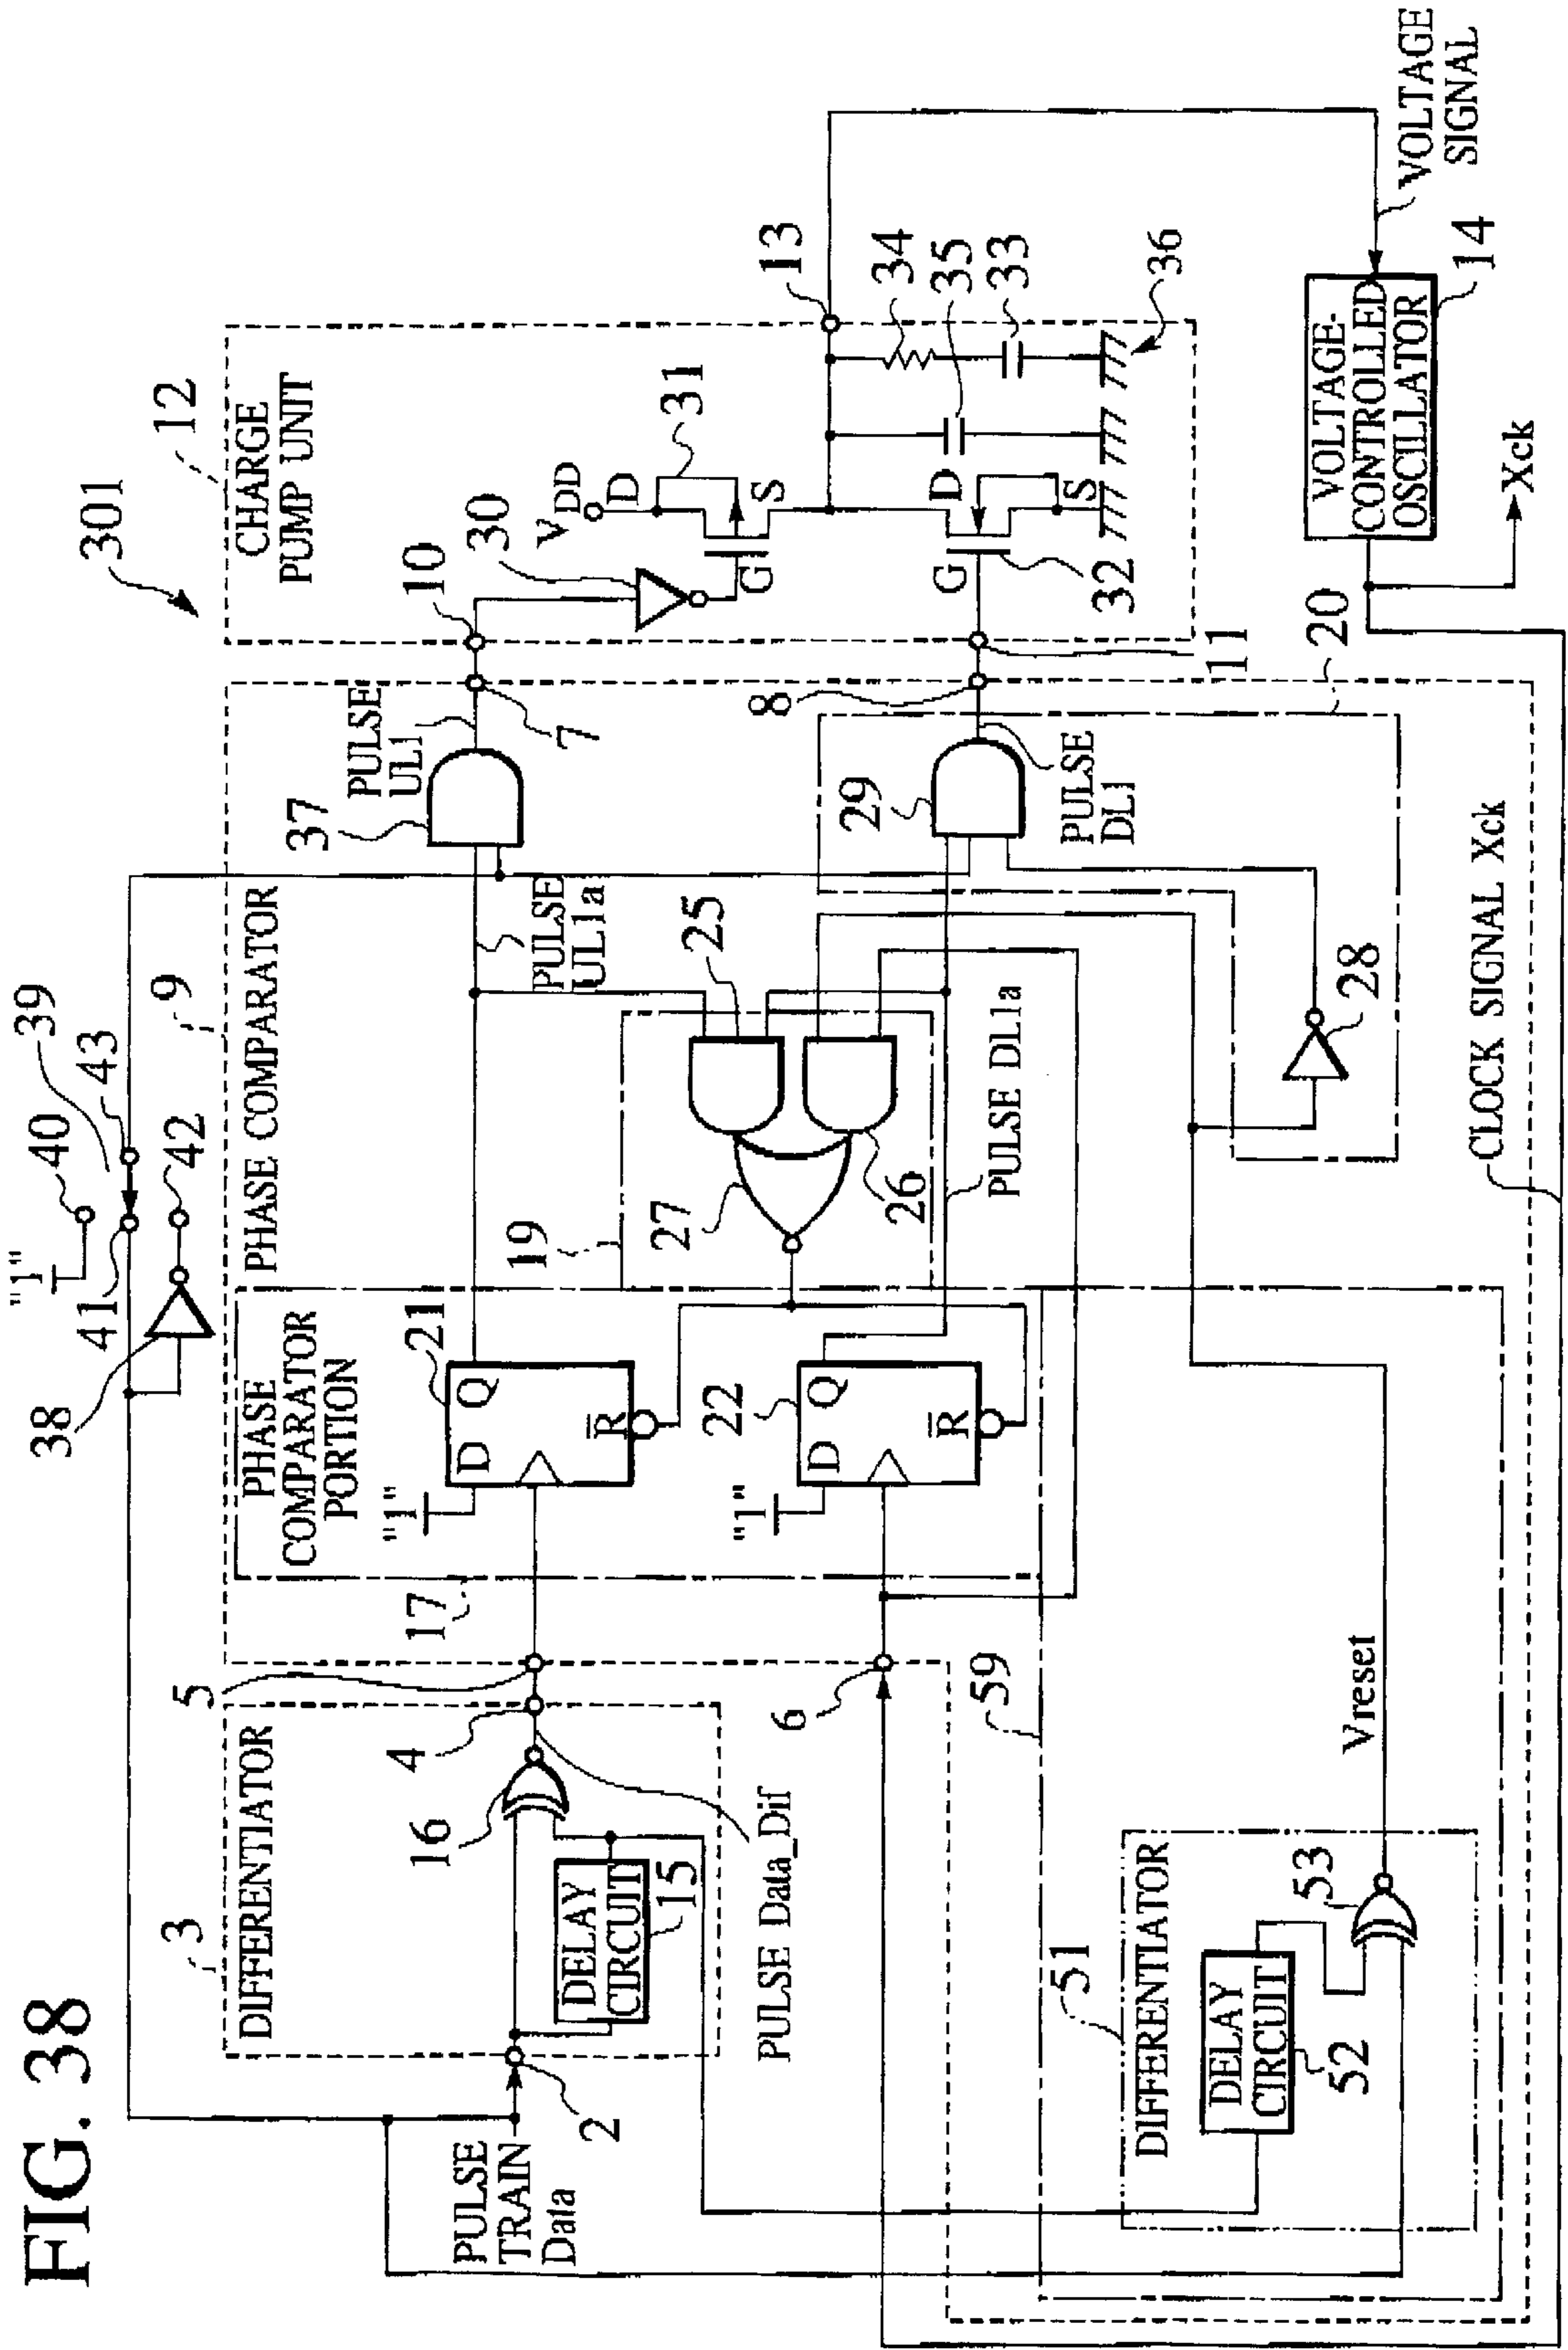 FIG. 38
301
12
CHARGE
PUMP UNIT
"1"
39
40
43
41
42
38
9
PHASE COMPARATOR
3
DIFFERENTIATOR
16
DELAY
CIRCUIT
15
4
5
2
PULSE
TRAIN
Data
PULSE Data_Dif
6
17
PHASE
COMPARATOR
PORTION
"1"
D
Q
R
21
"1"
D
Q
R
22
19
27
25
26
PULSE
UL1a
PULSE DL1a
37
PULSE
UL1
7
10
30
VDD
D
G
S
31
13
34
35
33
36
G
D
S
32
8
11
29
PULSE
DL1
20
28
59
51
DIFFERENTIATOR
DELAY
CIRCUIT
52
53
Vreset
CLOCK SIGNAL Xck
VOLTAGE-
CONTROLLED
OSCILLATOR
14
Xck
VOLTAGE
SIGNAL